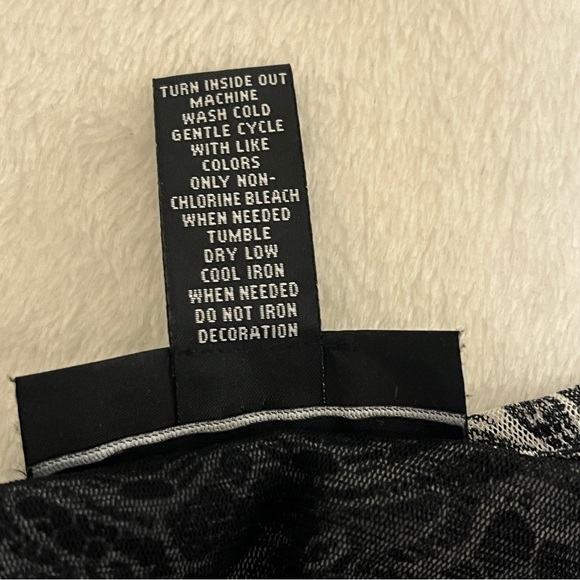 TURN INSIDE OUT
MACHINE
WASH COLD
GENTLE CYCLE
WITH LIKE
COLORS
ONLY NON-
CHLORINE BLEACH
WHEN NEEDED
TUMBLE
DRY LOW
COOL IRON
WHEN NEEDED
DO NOT IRON
DECORATION